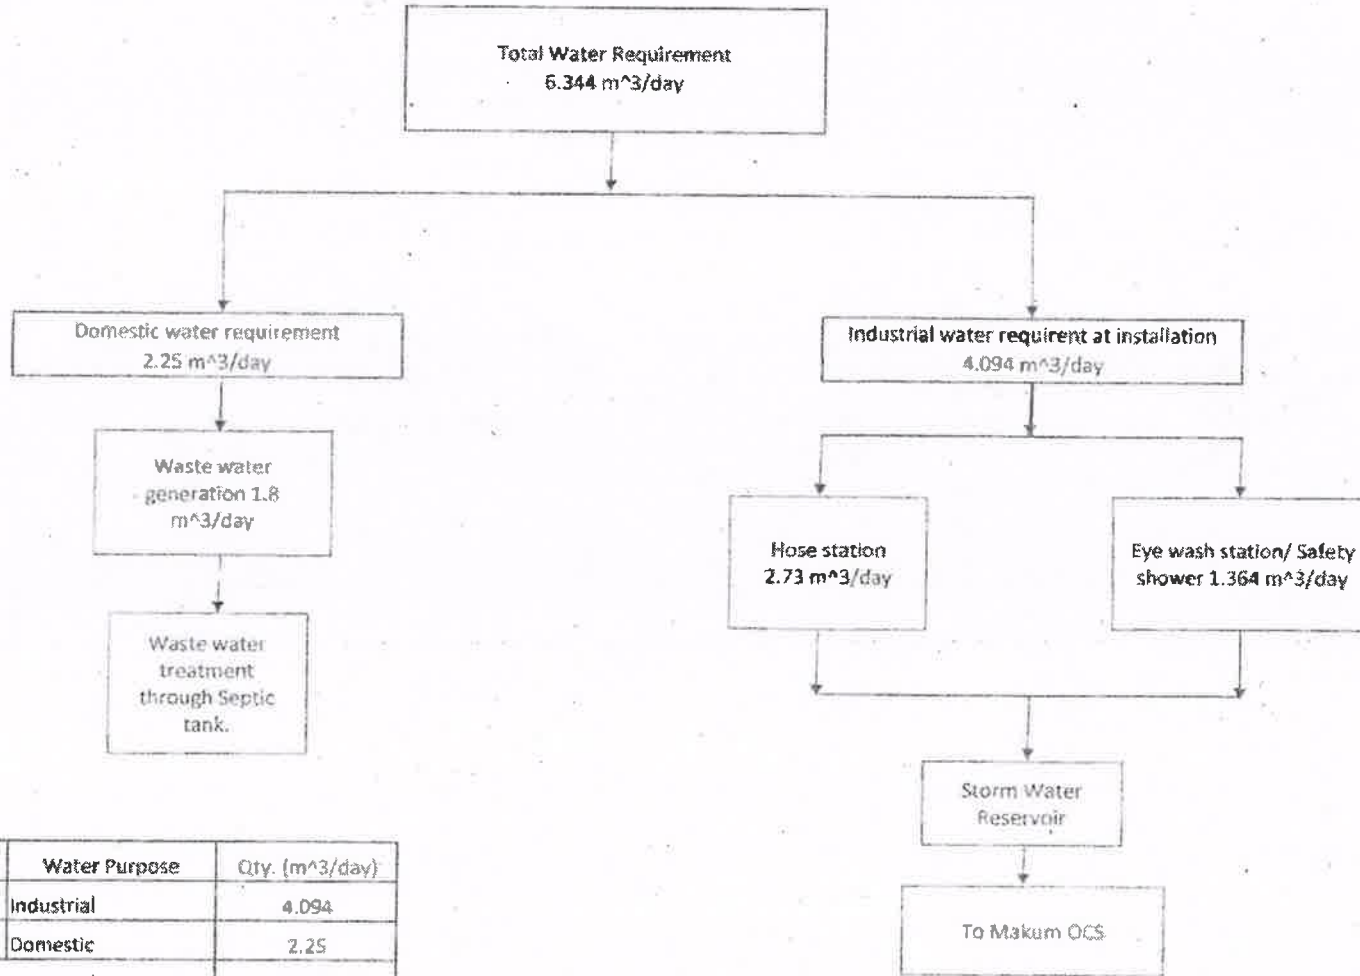 Total Water Requirement
6.344 m^3/day
Domestic water requirement
2.25 m^3/day
Industrial water requirent at installation
4.094 m^3/day
Waste water
generation 1.8
m^3/day
Hose station
2.73 m^3/day
Eye wash station/ Safety
shower 1.364 m^3/day
Waste water
treatment
through Septic
tank.
Storm Water
Reservoir
To Makum OCS
Water Purpose Qty. (m^3/day)
Industrial 4.094
Domestic 2.25